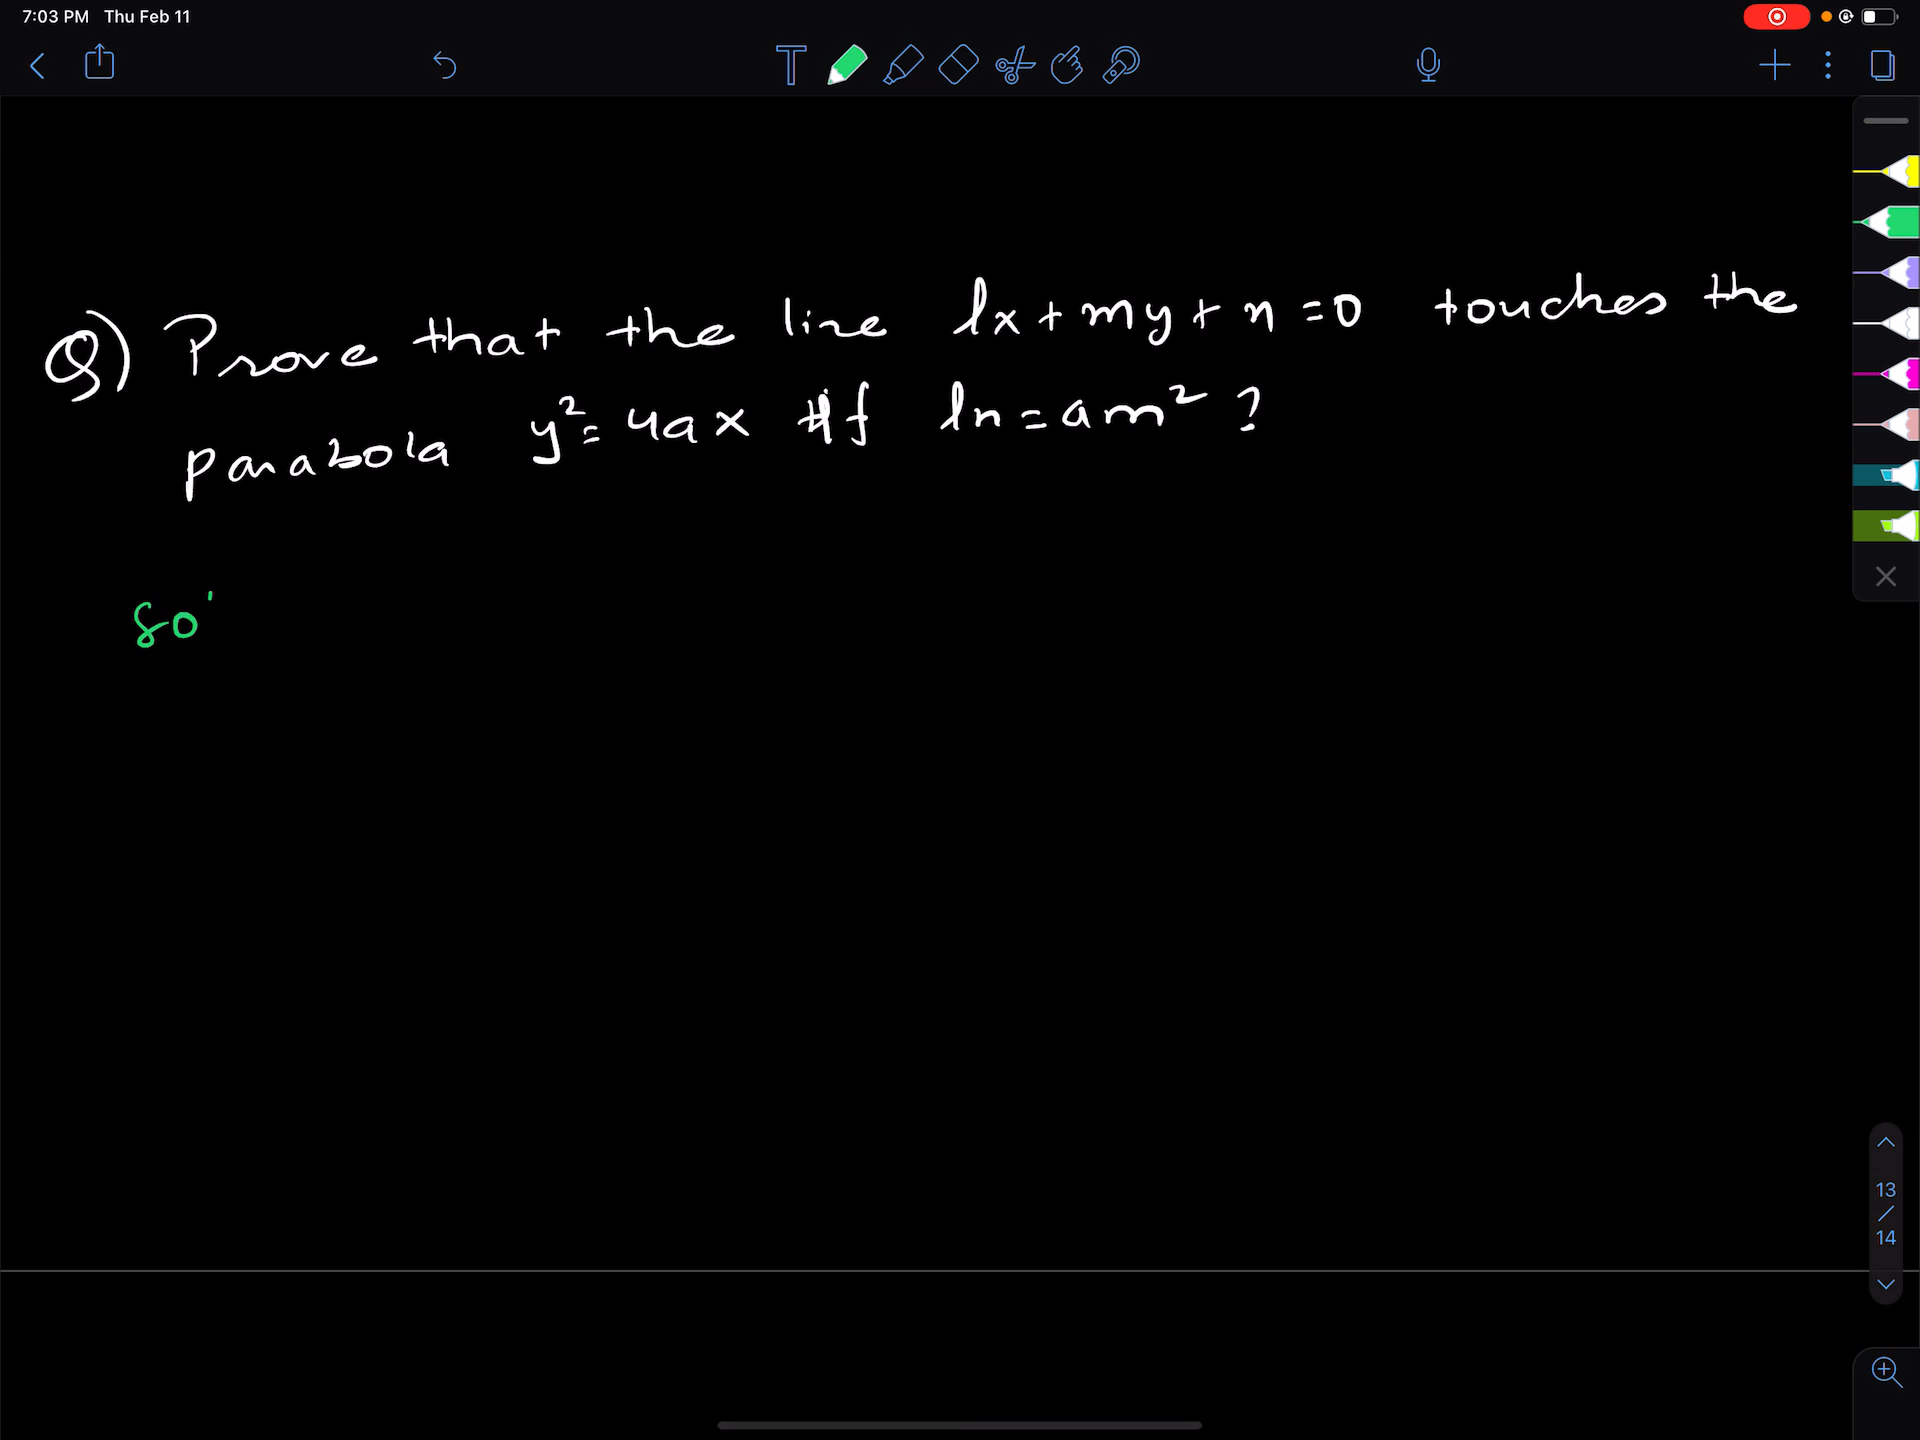 7:03 PM Thu Feb 11
Q) Prove that the line lx + my + n = 0 touches the
parabola y² = 4ax if ln = am² ?
So
13
/
14